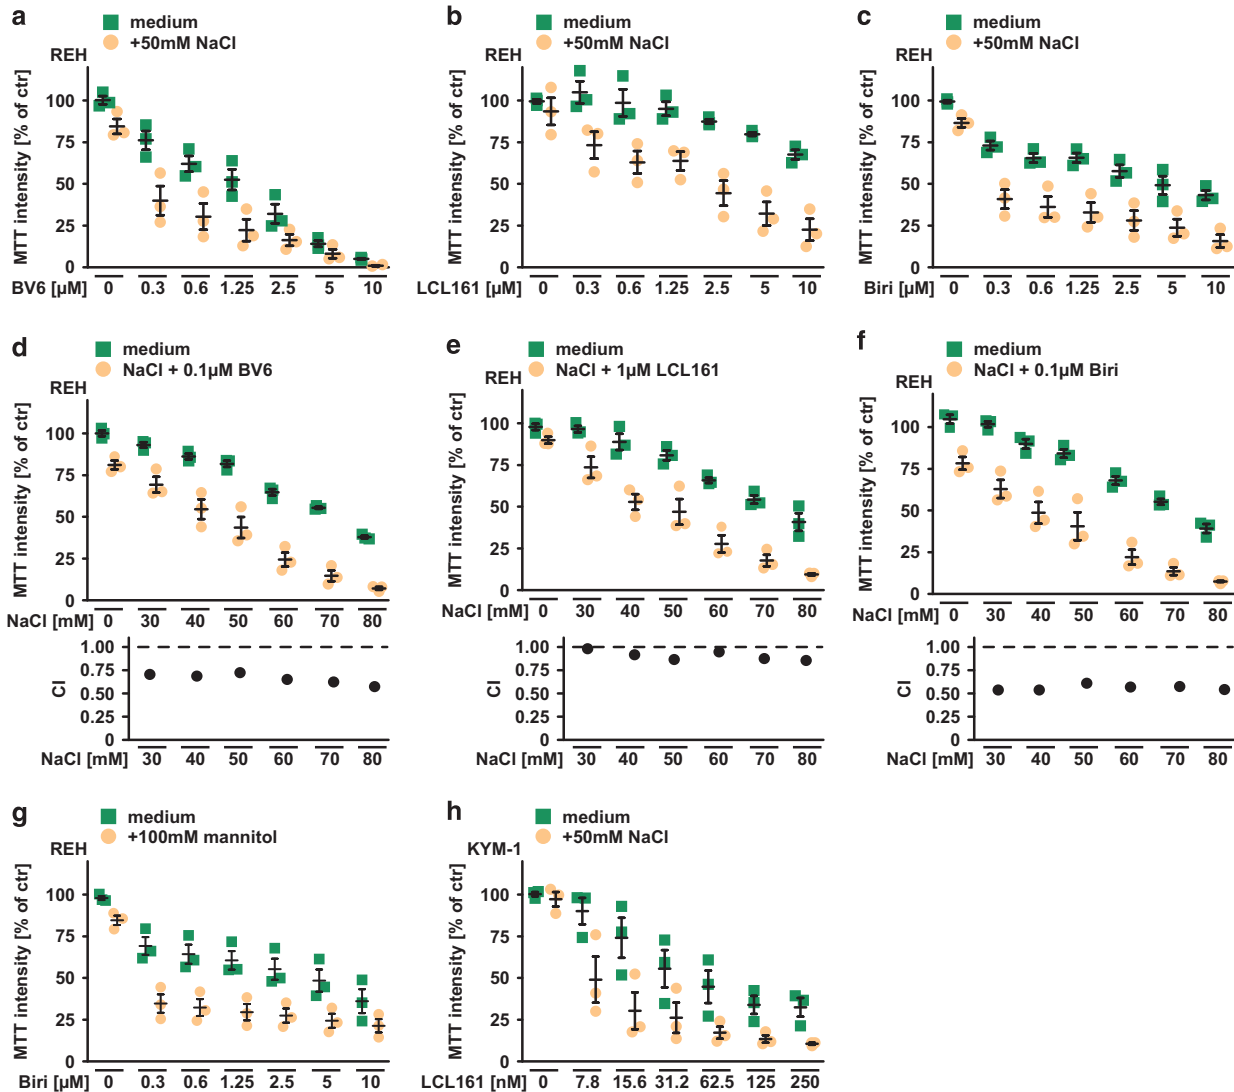 a
medium
+50mM NaCl
REH
MTT intensity [% of ctr]
100
75
50
25
0
BV6 [µM] 0 0.3 0.6 1.25 2.5 5 10
b
medium
+50mM NaCl
REH
MTT intensity [% of ctr]
100
75
50
25
0
LCL161 [µM] 0 0.3 0.6 1.25 2.5 5 10
c
medium
+50mM NaCl
REH
MTT intensity [% of ctr]
100
75
50
25
0
Biri [µM] 0 0.3 0.6 1.25 2.5 5 10
d
medium
NaCl + 0.1µM BV6
REH
MTT intensity [% of ctr]
100
75
50
25
0
NaCl [mM] 0 30 40 50 60 70 80
CI
1.00
0.75
0.50
0.25
0
NaCl [mM] 30 40 50 60 70 80
e
medium
NaCl + 1µM LCL161
REH
MTT intensity [% of ctr]
100
75
50
25
0
NaCl [mM] 0 30 40 50 60 70 80
CI
1.00
0.75
0.50
0.25
0
NaCl [mM] 30 40 50 60 70 80
f
medium
NaCl + 0.1µM Biri
REH
MTT intensity [% of ctr]
100
75
50
25
0
NaCl [mM] 0 30 40 50 60 70 80
CI
1.00
0.75
0.50
0.25
0
NaCl [mM] 30 40 50 60 70 80
g
medium
+100mM mannitol
REH
MTT intensity [% of ctr]
100
75
50
25
0
Biri [µM] 0 0.3 0.6 1.25 2.5 5 10
h
medium
+50mM NaCl
KYM-1
MTT intensity [% of ctr]
100
75
50
25
0
LCL161 [nM] 0 7.8 15.6 31.2 62.5 125 250